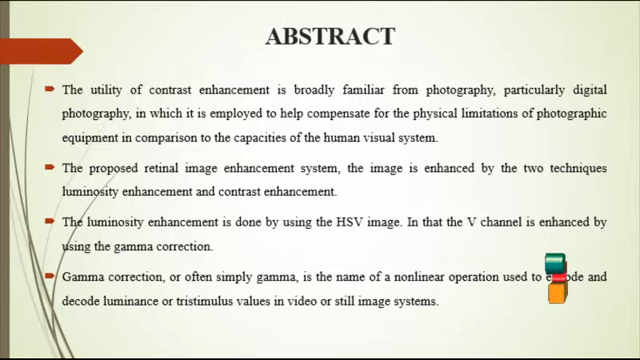 ABSTRACT
The utility of contrast enhancement is broadly familiar from photography, particularly digital
photography, in which it is employed to help compensate for the physical limitations of photographic
equipment in comparison to the capacities of the human visual system.
The proposed retinal image enhancement system, the image is enhanced by the two techniques
luminosity enhancement and contrast enhancement.
The luminosity enhancement is done by using the HSV image. In that the V channel is enhanced by
using the gamma correction.
Gamma correction, or often simply gamma, is the name of a nonlinear operation used to and
decode luminance or tristimulus values in video or still image systems.